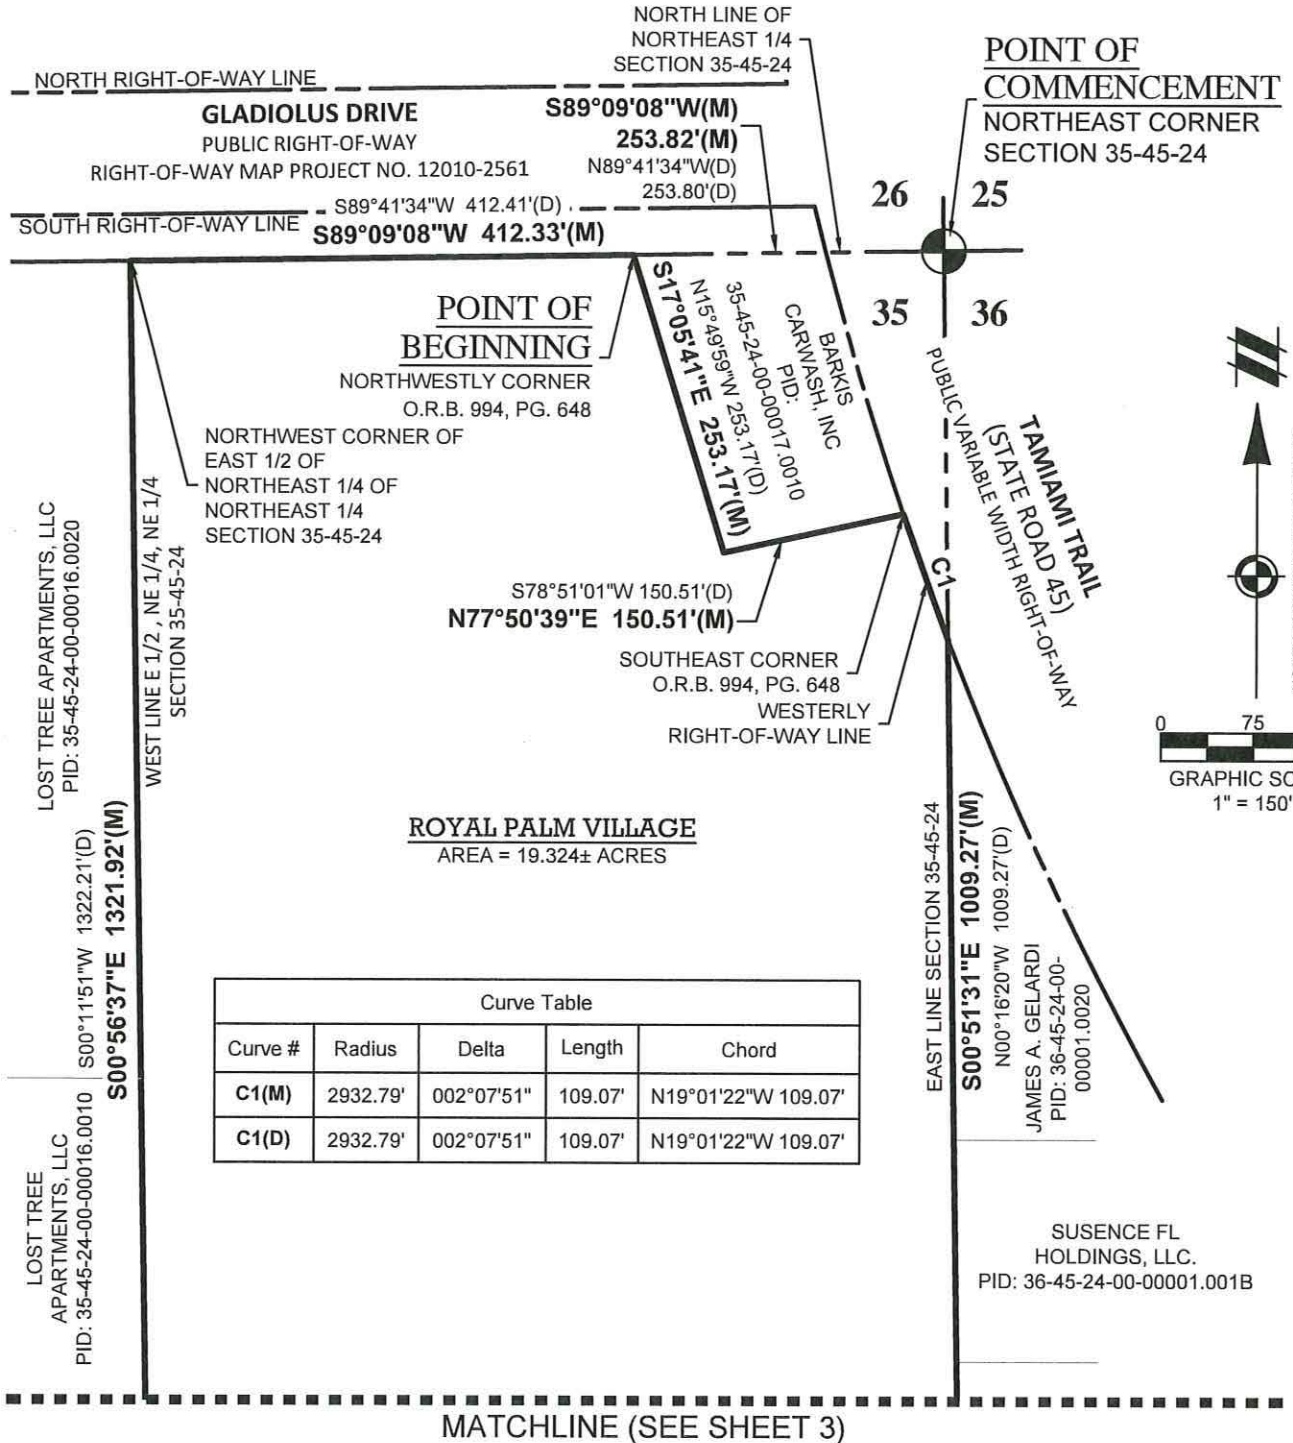 NORTH LINE OF
NORTHEAST 1/4
SECTION 35-45-24
POINT OF
COMMENCEMENT
NORTHEAST CORNER
SECTION 35-45-24
NORTH RIGHT-OF-WAY LINE
GLADIOLUS DRIVE
PUBLIC RIGHT-OF-WAY
RIGHT-OF-WAY MAP PROJECT NO. 12010-2561
S89°09'08"W(M)
253.82'(M)
N89°41'34"W(D)
253.80'(D)
26 25
35 36
S89°41'34"W 412.41'(D)
SOUTH RIGHT-OF-WAY LINE
S89°09'08"W 412.33'(M)
POINT OF
BEGINNING
NORTHWESTLY CORNER
O.R.B. 994, PG. 648
NORTHWEST CORNER OF
EAST 1/2 OF
NORTHEAST 1/4 OF
NORTHEAST 1/4
SECTION 35-45-24
BARKIS
CARWASH, INC
PID:
35-45-24-00-00017.0010
N15°49'59"W 253.17'(D)
S17°05'41"E 253.17'(M)
TAMIAMI TRAIL
(STATE ROAD 45)
PUBLIC VARIABLE WIDTH RIGHT-OF-WAY
C1
S78°51'01"W 150.51'(D)
N77°50'39"E 150.51'(M)
SOUTHEAST CORNER
O.R.B. 994, PG. 648
WESTERLY
RIGHT-OF-WAY LINE
0 75
GRAPHIC SC
1" = 150'
LOST TREE APARTMENTS, LLC
PID: 35-45-24-00-00016.0020
WEST LINE E 1/2, NE 1/4, NE 1/4
SECTION 35-45-24
S00°11'51"W 1322.21'(D)
S00°56'37"E 1321.92'(M)
ROYAL PALM VILLAGE
AREA = 19.324± ACRES
EAST LINE SECTION 35-45-24
S00°51'31"E 1009.27'(M)
N00°16'20"W 1009.27'(D)
JAMES A. GELARDI
PID: 36-45-24-00-
00001.0020
Curve Table
Curve # Radius Delta Length Chord
C1(M) 2932.79' 002°07'51" 109.07' N19°01'22"W 109.07'
C1(D) 2932.79' 002°07'51" 109.07' N19°01'22"W 109.07'
LOST TREE
APARTMENTS, LLC
PID: 35-45-24-00-00016.0010
SUSENCE FL
HOLDINGS, LLC.
PID: 36-45-24-00-00001.001B
MATCHLINE (SEE SHEET 3)